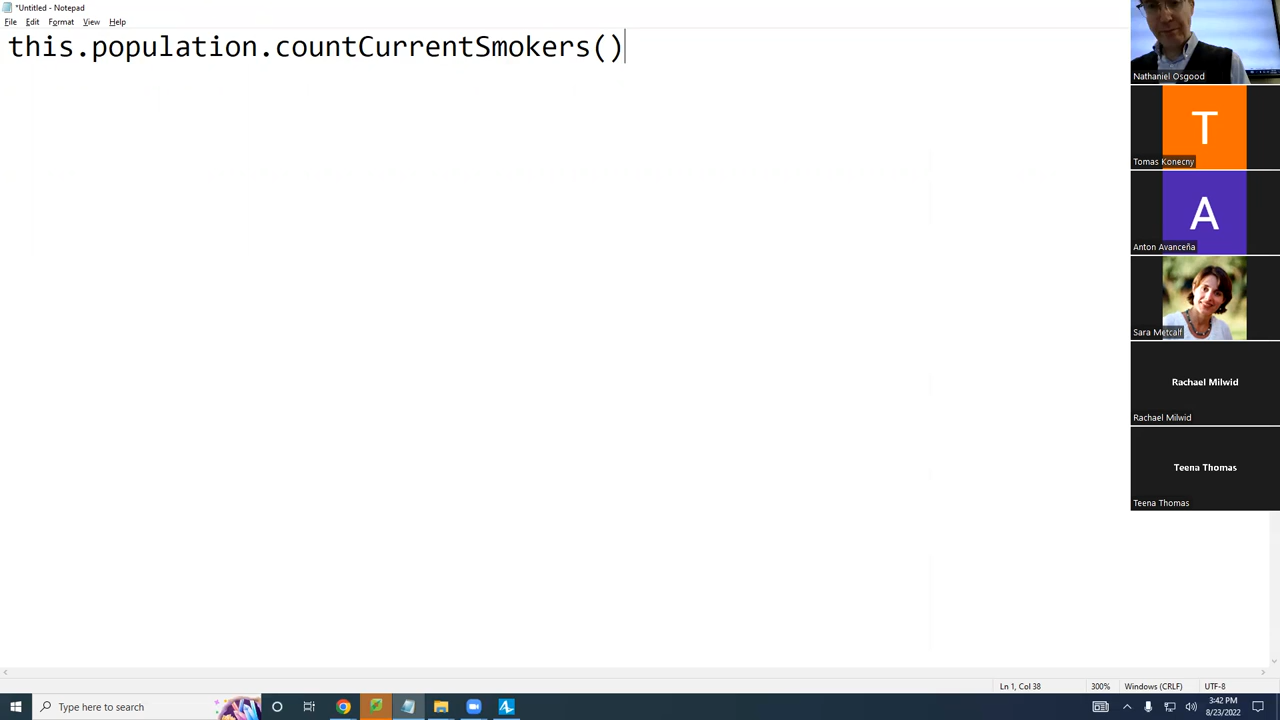 *Untitled - Notepad
File Edit Format View Help
this.population.countCurrentSmokers()
Nathaniel Osgood
T
Tomas Konecny
A
Anton Avanceña
Sara Metcalf
Rachael Milwid
Rachael Milwid
Teena Thomas
Teena Thomas
Ln 1, Col 38 300% Windows (CRLF) UTF-8
Type here to search
3:42 PM
8/23/2022